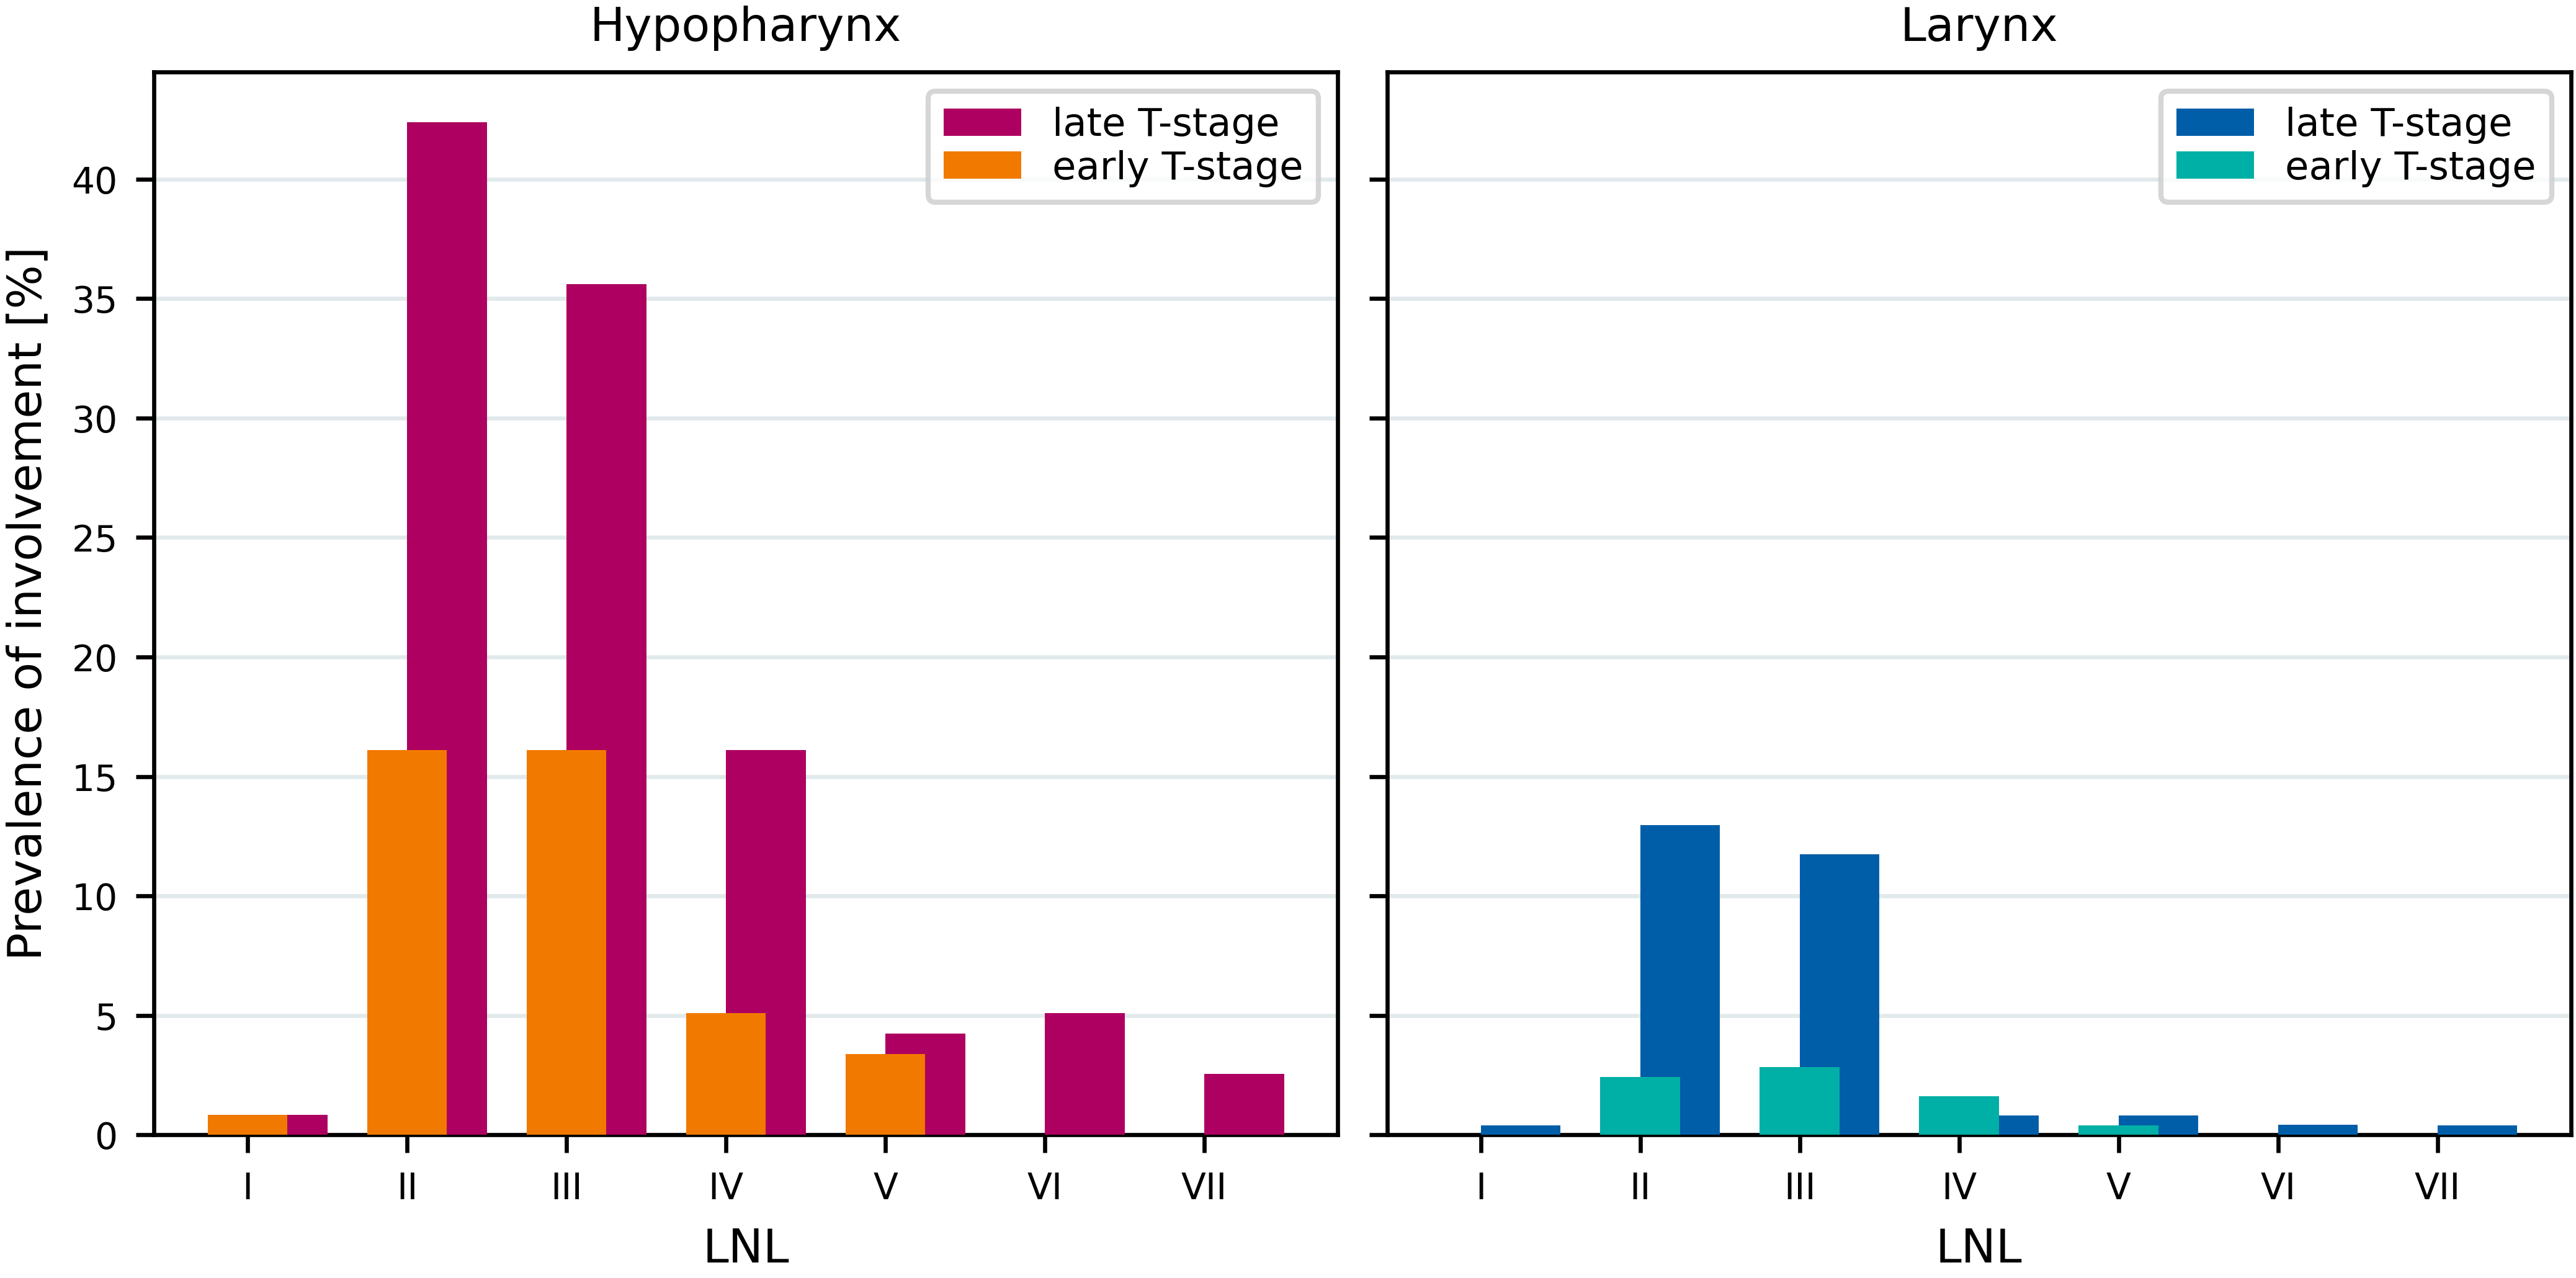 Hypopharynx
Larynx
late T-stage
early T-stage
late T-stage
early T-stage
Prevalence of involvement [%]
40
35
30
25
20
15
10
5
0
I II III IV V VI VII
I II III IV V VI VII
LNL
LNL